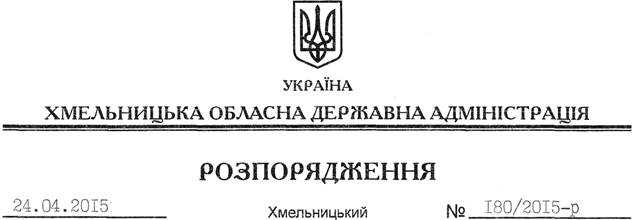 УКРАЇНА
ХМЕЛЬНИЦЬКА ОБЛАСНА ДЕРЖАВНА АДМІНІСТРАЦІЯ
РОЗПОРЯДЖЕННЯ
24.04.2015 Хмельницький № 180/2015-р